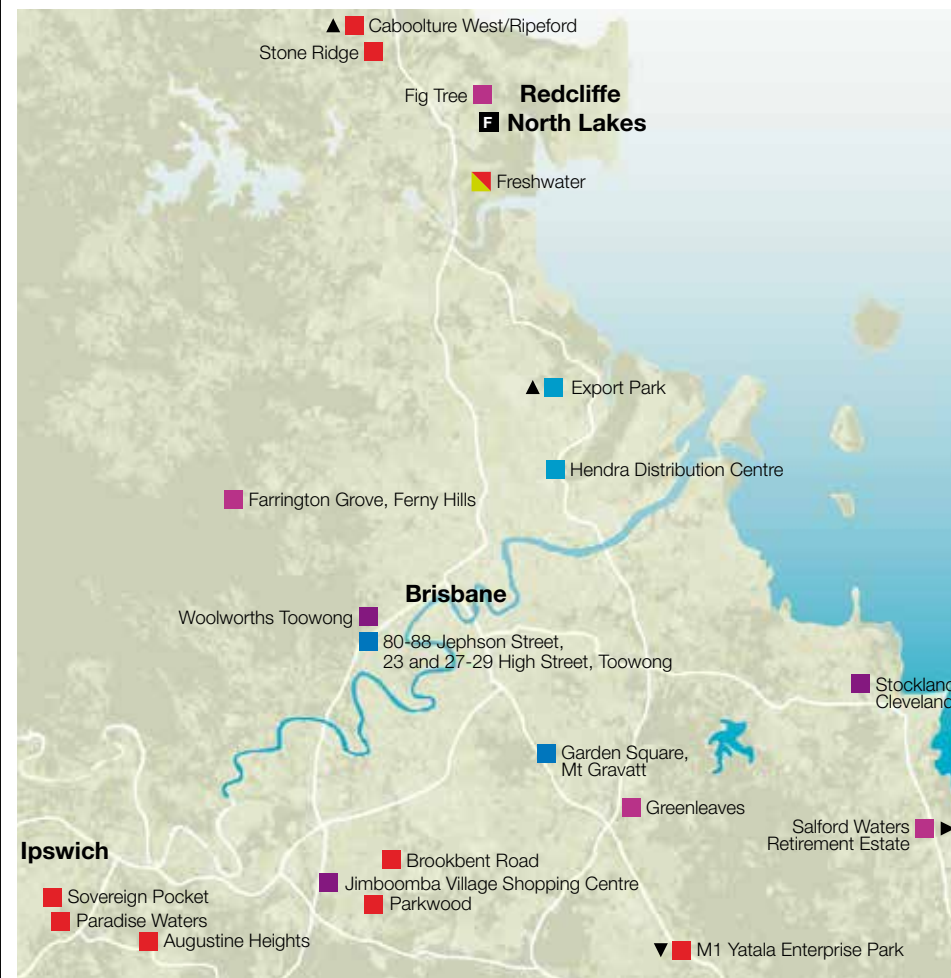 Caboolture West/Ripeford
Stone Ridge
Fig Tree
Redcliffe
F North Lakes
Freshwater
Export Park
Hendra Distribution Centre
Farrington Grove, Ferny Hills
Brisbane
Woolworths Toowong
80-88 Jephson Street,
23 and 27-29 High Street, Toowong
Stockland
Cleveland
Garden Square,
Mt Gravatt
Greenleaves
Salford Waters
Retirement Estate
Ipswich
Brookbent Road
Jimboomba Village Shopping Centre
Sovereign Pocket
Parkwood
Paradise Waters
Augustine Heights
M1 Yatala Enterprise Park